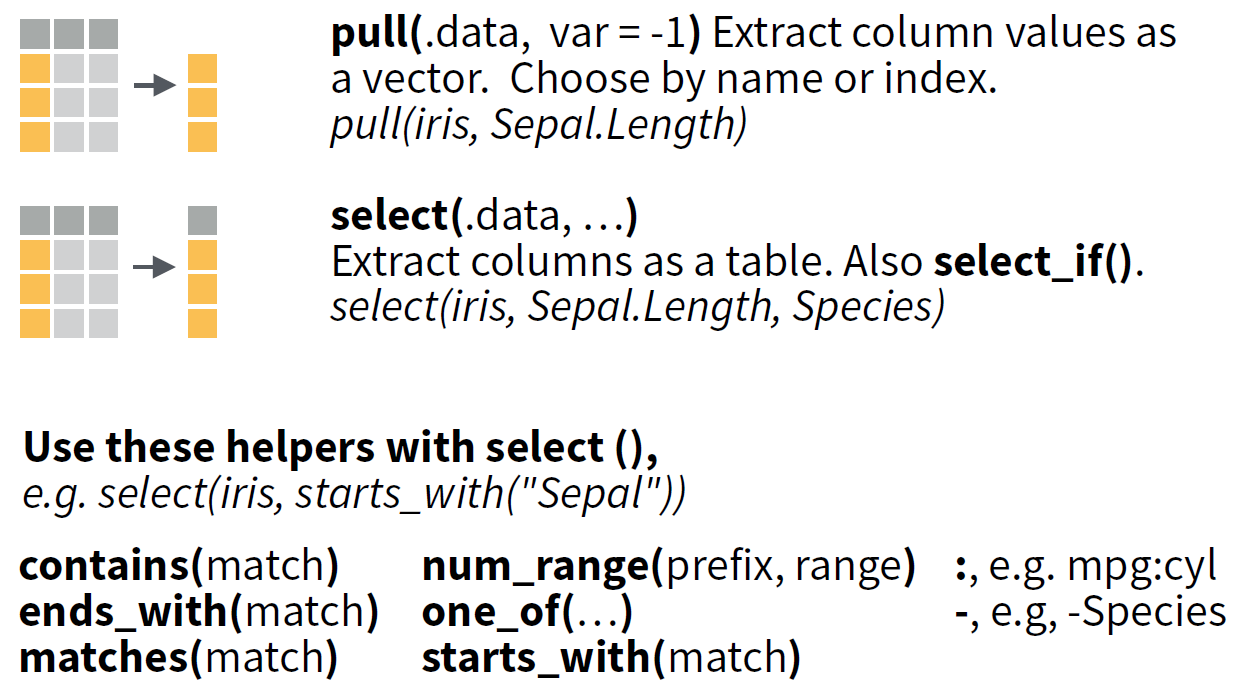 pull(.data, var = -1) Extract column values as
a vector. Choose by name or index.
pull(iris, Sepal.Length)
select(.data, …)
Extract columns as a table. Also select_if().
select(iris, Sepal.Length, Species)
Use these helpers with select (),
e.g. select(iris, starts_with("Sepal"))
contains(match) num_range(prefix, range) :, e.g. mpg:cyl
ends_with(match) one_of(…) -, e.g, -Species
matches(match) starts_with(match)